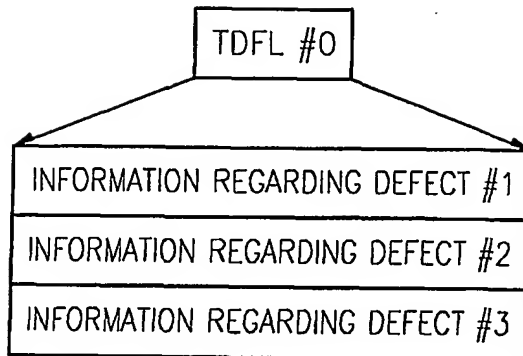 TDFL #0
INFORMATION REGARDING DEFECT #1
INFORMATION REGARDING DEFECT #2
INFORMATION REGARDING DEFECT #3